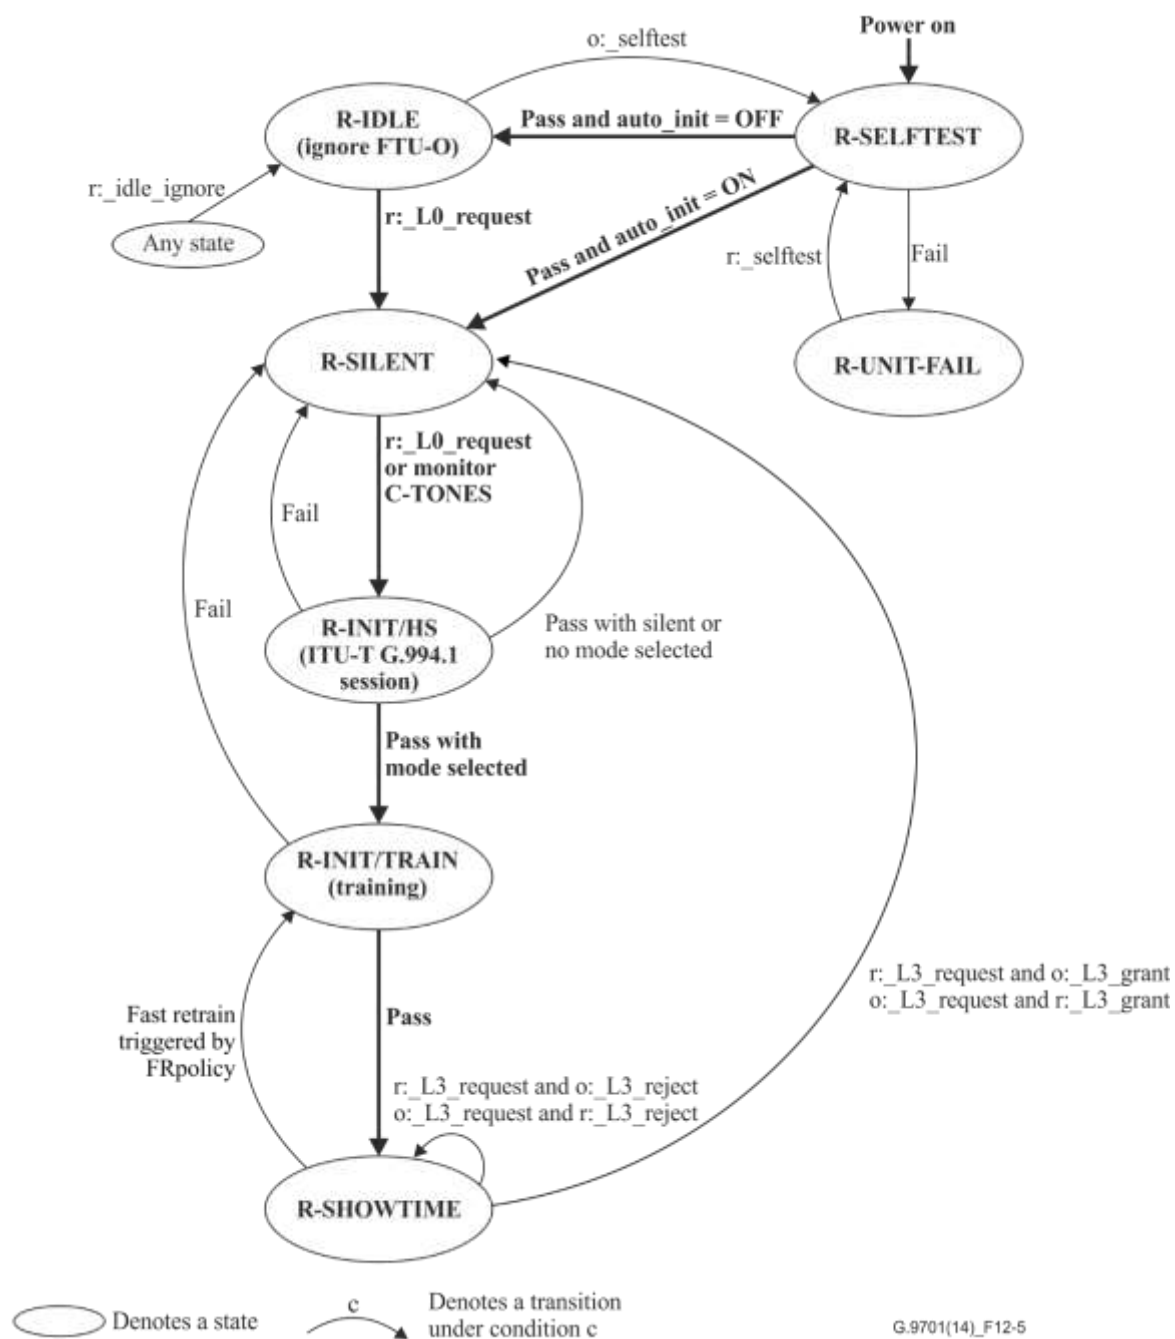 Power on
o:_selftest
R-IDLE
(ignore FTU-O)
Pass and auto_init = OFF
R-SELFTEST
r:_idle_ignore
Any state
r:_L0_request
Pass and auto_init = ON
r:_selftest
Fail
R-SILENT
R-UNIT-FAIL
r:_L0_request
or monitor
C-TONES
Fail
Fail
R-INIT/HS
(ITU-T G.994.1
session)
Pass with silent or
no mode selected
Pass with
mode selected
R-INIT/TRAIN
(training)
r:_L3_request and o:_L3_grant
o:_L3_request and r:_L3_grant
Fast retrain
triggered by
FRpolicy
Pass
r:_L3_request and o:_L3_reject
o:_L3_request and r:_L3_reject
R-SHOWTIME
Denotes a state
c
Denotes a transition
under condition c
G.9701(14)_F12-5